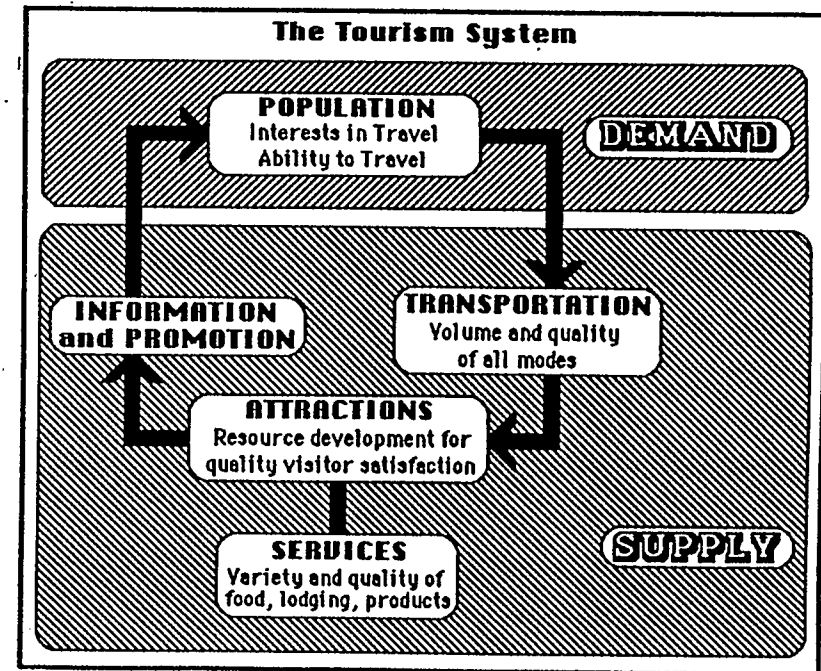 The Tourism System
POPULATION
Interests in Travel
Ability to Travel
DEMAND
INFORMATION
and PROMOTION
TRANSPORTATION
Volume and quality
of all modes
ATTRACTIONS
Resource development for
quality visitor satisfaction
SERVICES
Variety and quality of
food, lodging, products
SUPPLY